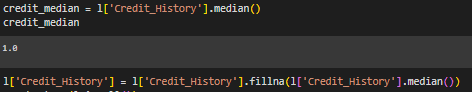 credit_median = l['Credit_History'].median()
credit_median
1.0
l['Credit_History'] = l['Credit_History'].fillna(l['Credit_History'].median())